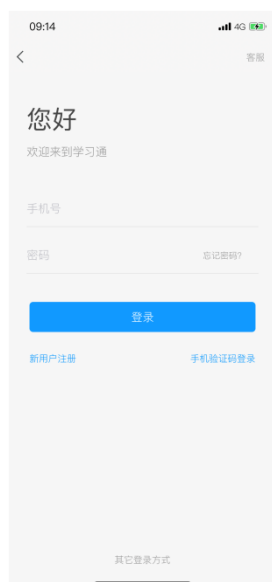 09:14 4G
客服
您好
欢迎来到学习通
手机号
密码 忘记密码?
登录
新用户注册 手机验证码登录
其它登录方式